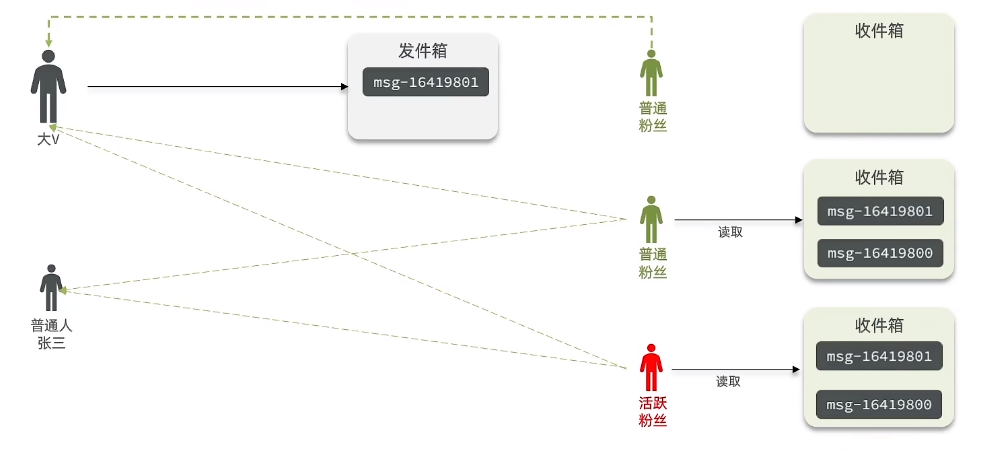 发件箱
msg-16419801
大V
普通
粉丝
收件箱
普通
粉丝
读取
收件箱
msg-16419801
msg-16419800
普通人
张三
活跃
粉丝
读取
收件箱
msg-16419801
msg-16419800